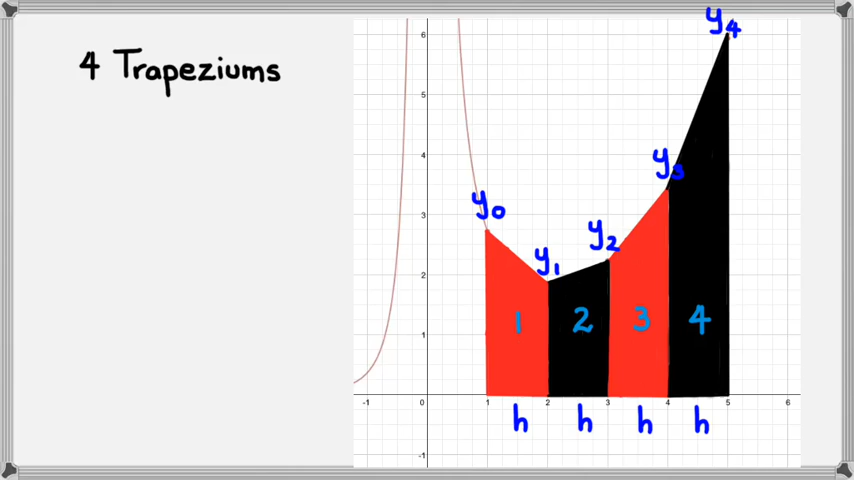 4 Trapeziums
y4
6
5
4
y3
3
y0
y2
y1
2
1
1 2 3 4
-1 0 1 2 3 4 5 6
h h h h
-1